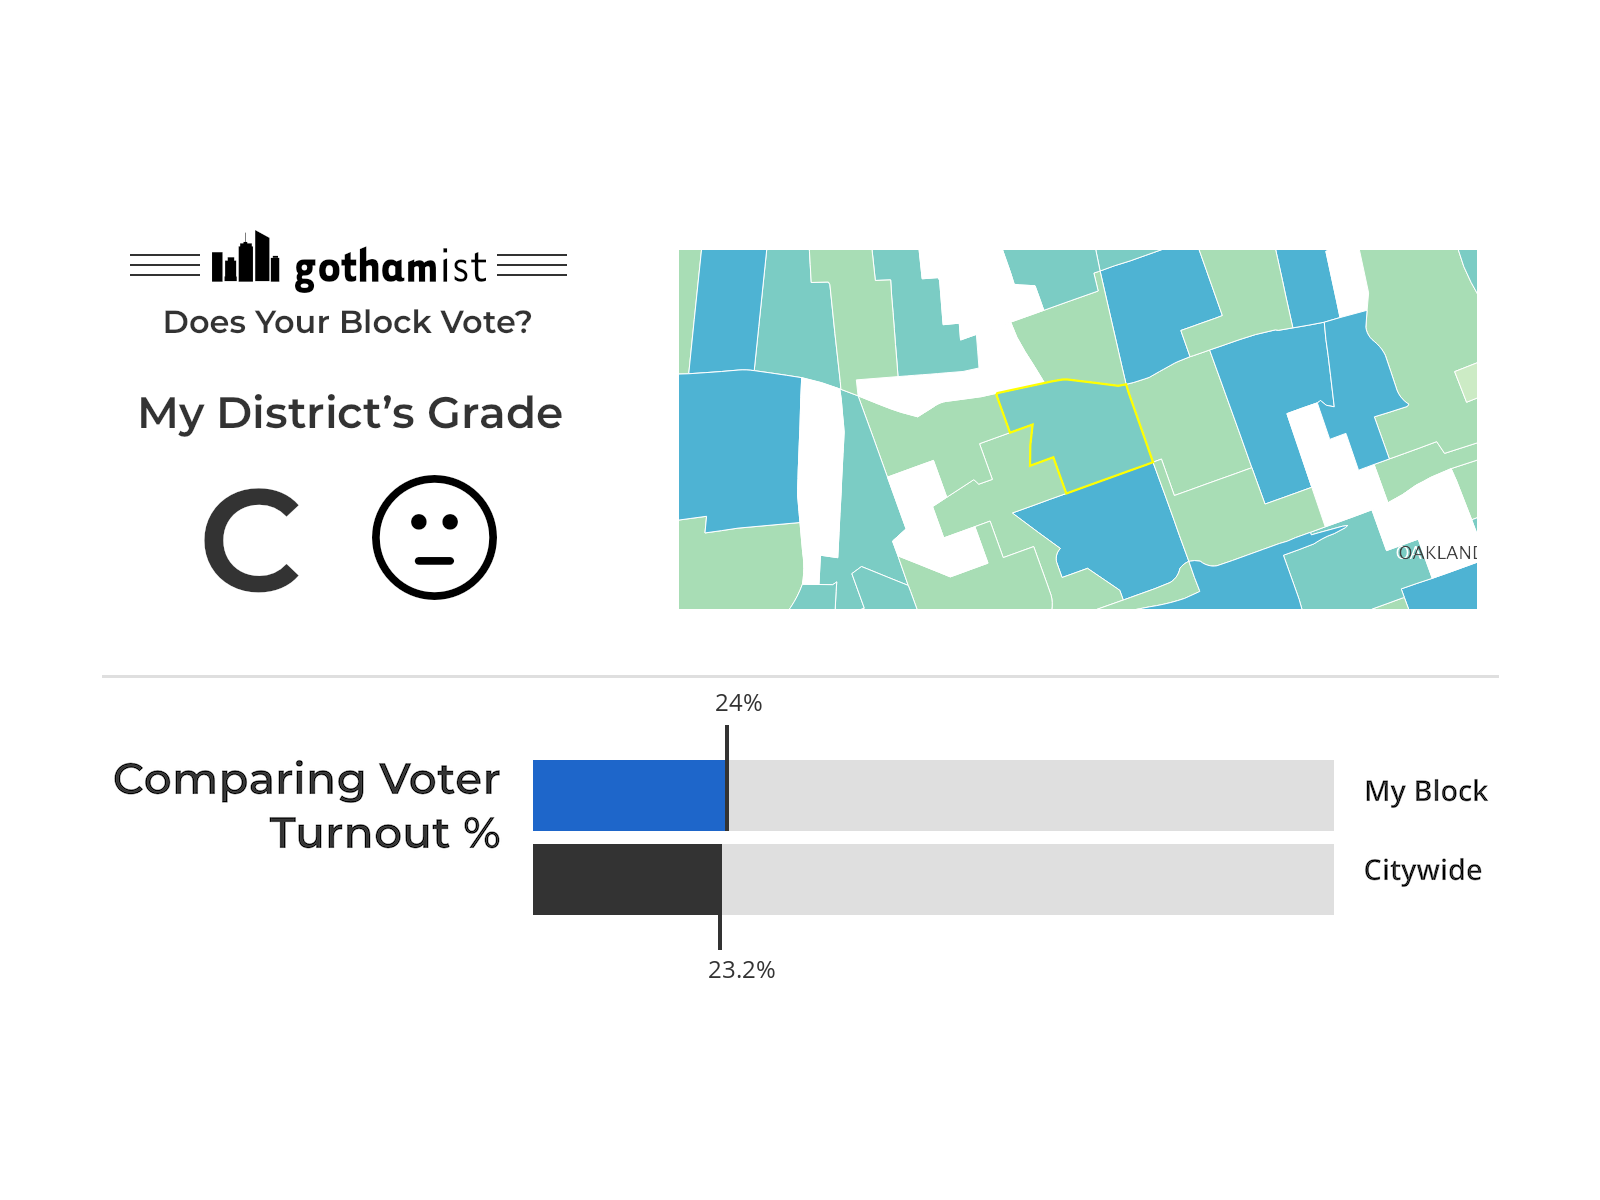 gothamist
Does Your Block Vote?
My District's Grade
C
OAKLAND
24%
Comparing Voter
Turnout %
My Block
Citywide
23.2%